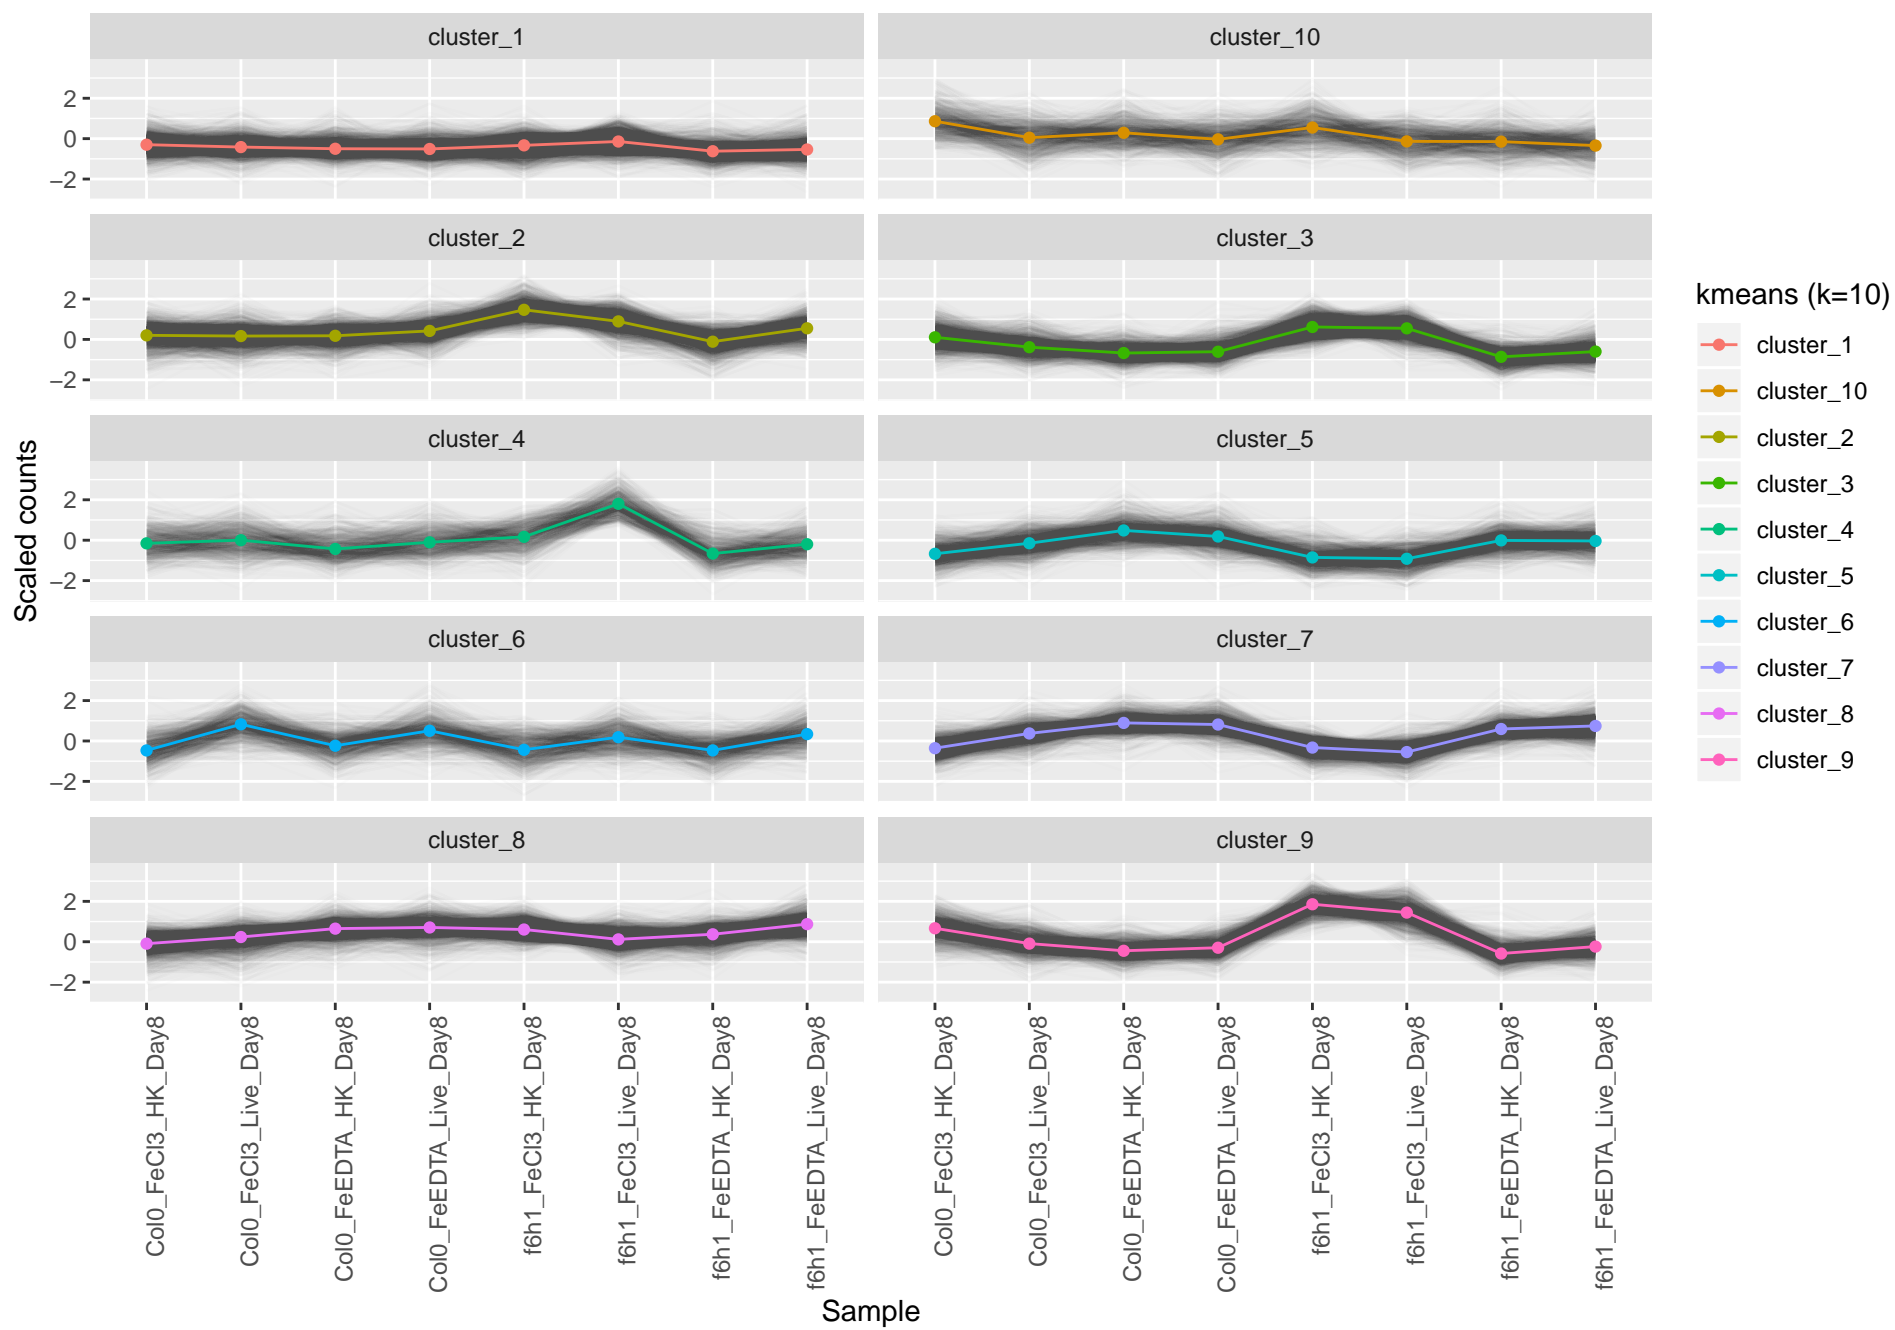 cluster_1
cluster_10
2
0
−2
cluster_2
cluster_3
2
0
−2
cluster_4
cluster_5
2
0
−2
cluster_6
cluster_7
2
0
−2
cluster_8
cluster_9
2
0
−2
Scaled counts
Col0_FeCl3_HK_Day8
Col0_FeCl3_Live_Day8
Col0_FeEDTA_HK_Day8
Col0_FeEDTA_Live_Day8
f6h1_FeCl3_HK_Day8
f6h1_FeCl3_Live_Day8
f6h1_FeEDTA_HK_Day8
f6h1_FeEDTA_Live_Day8
Col0_FeCl3_HK_Day8
Col0_FeCl3_Live_Day8
Col0_FeEDTA_HK_Day8
Col0_FeEDTA_Live_Day8
f6h1_FeCl3_HK_Day8
f6h1_FeCl3_Live_Day8
f6h1_FeEDTA_HK_Day8
f6h1_FeEDTA_Live_Day8
Sample
kmeans (k=10)
cluster_1
cluster_10
cluster_2
cluster_3
cluster_4
cluster_5
cluster_6
cluster_7
cluster_8
cluster_9